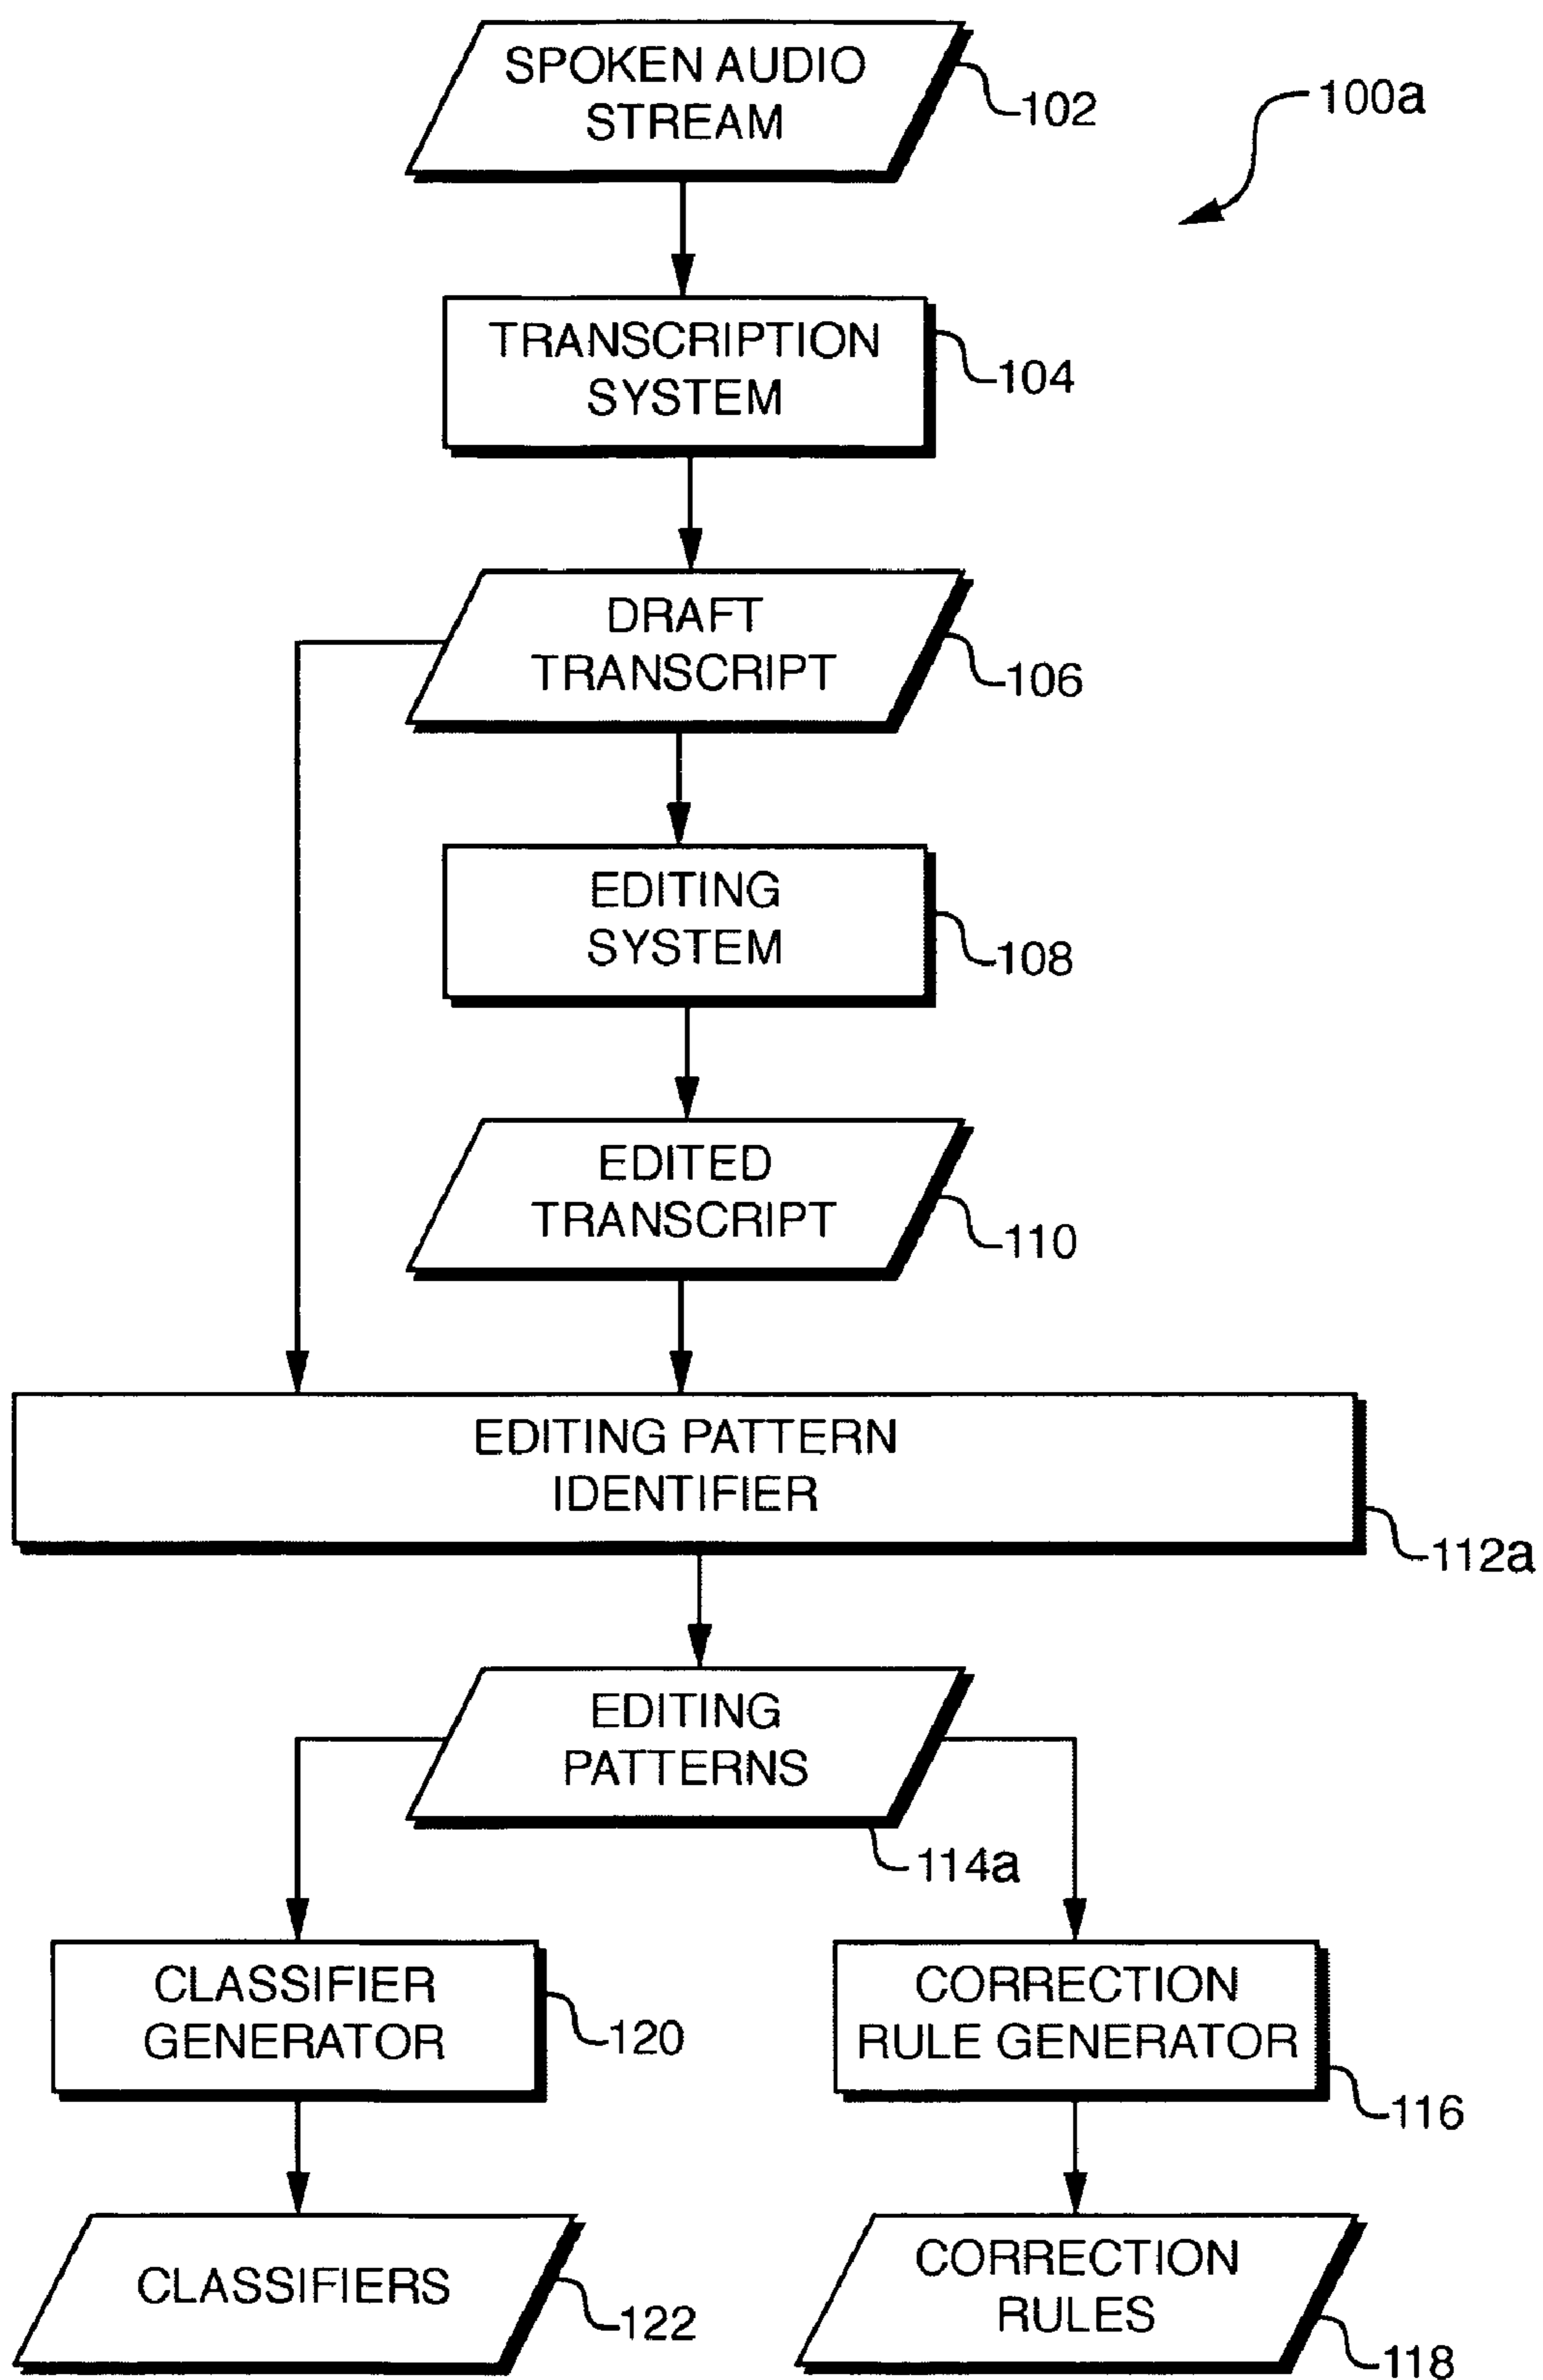 SPOKEN AUDIO
STREAM
102
100a
TRANSCRIPTION
SYSTEM
104
DRAFT
TRANSCRIPT
106
EDITING
SYSTEM
108
EDITED
TRANSCRIPT
110
EDITING PATTERN
IDENTIFIER
112a
EDITING
PATTERNS
114a
CLASSIFIER
GENERATOR
120
CORRECTION
RULE GENERATOR
116
CLASSIFIERS
122
CORRECTION
RULES
118